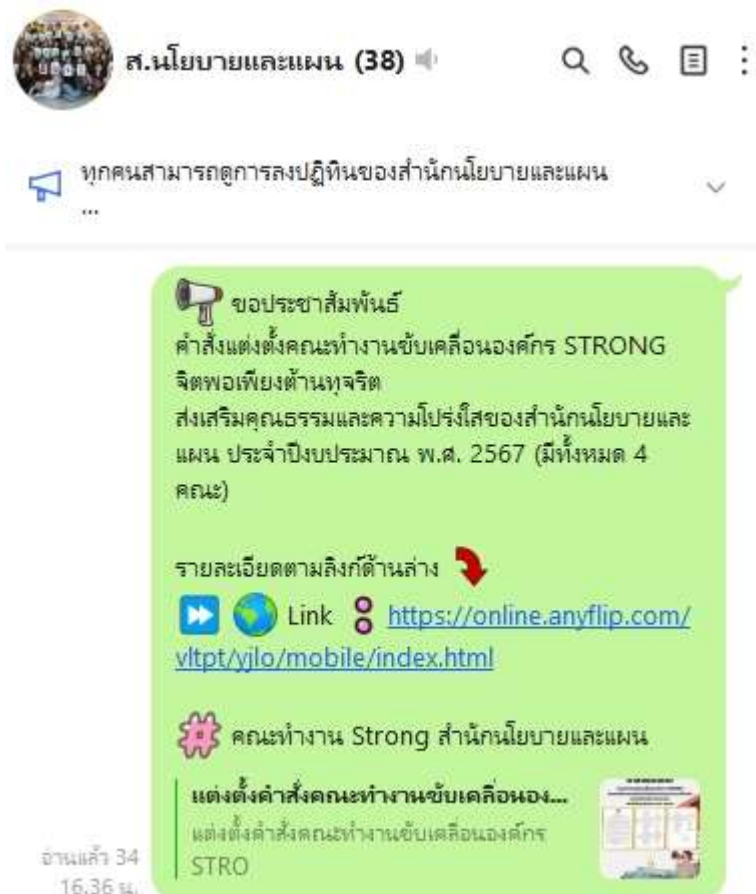 ส.นโยบายและแผน (38)
ทุกคนสามารถดูการลงปฏิทินของสำนักนโยบายและแผน
...
ขอประชาสัมพันธ์
คำสั่งแต่งตั้งคณะทำงานขับเคลื่อนองค์กร STRONG
จิตพอเพียงต้านทุจริต
ส่งเสริมคุณธรรมและความโปร่งใสของสำนักนโยบายและ
แผน ประจำปีงบประมาณ พ.ศ. 2567 (มีทั้งหมด 4
คณะ)
รายละเอียดตามลิงก์ด้านล่าง
Link https://online.anyflip.com/
vltpt/yjlo/mobile/index.html
คณะทำงาน Strong สำนักนโยบายและแผน
แต่งตั้งคำสั่งคณะทำงานขับเคลื่อนอง...
แต่งตั้งคำสั่งคณะทำงานขับเคลื่อนองค์กร
STRO
อ่านแล้ว 34
16.36 น.